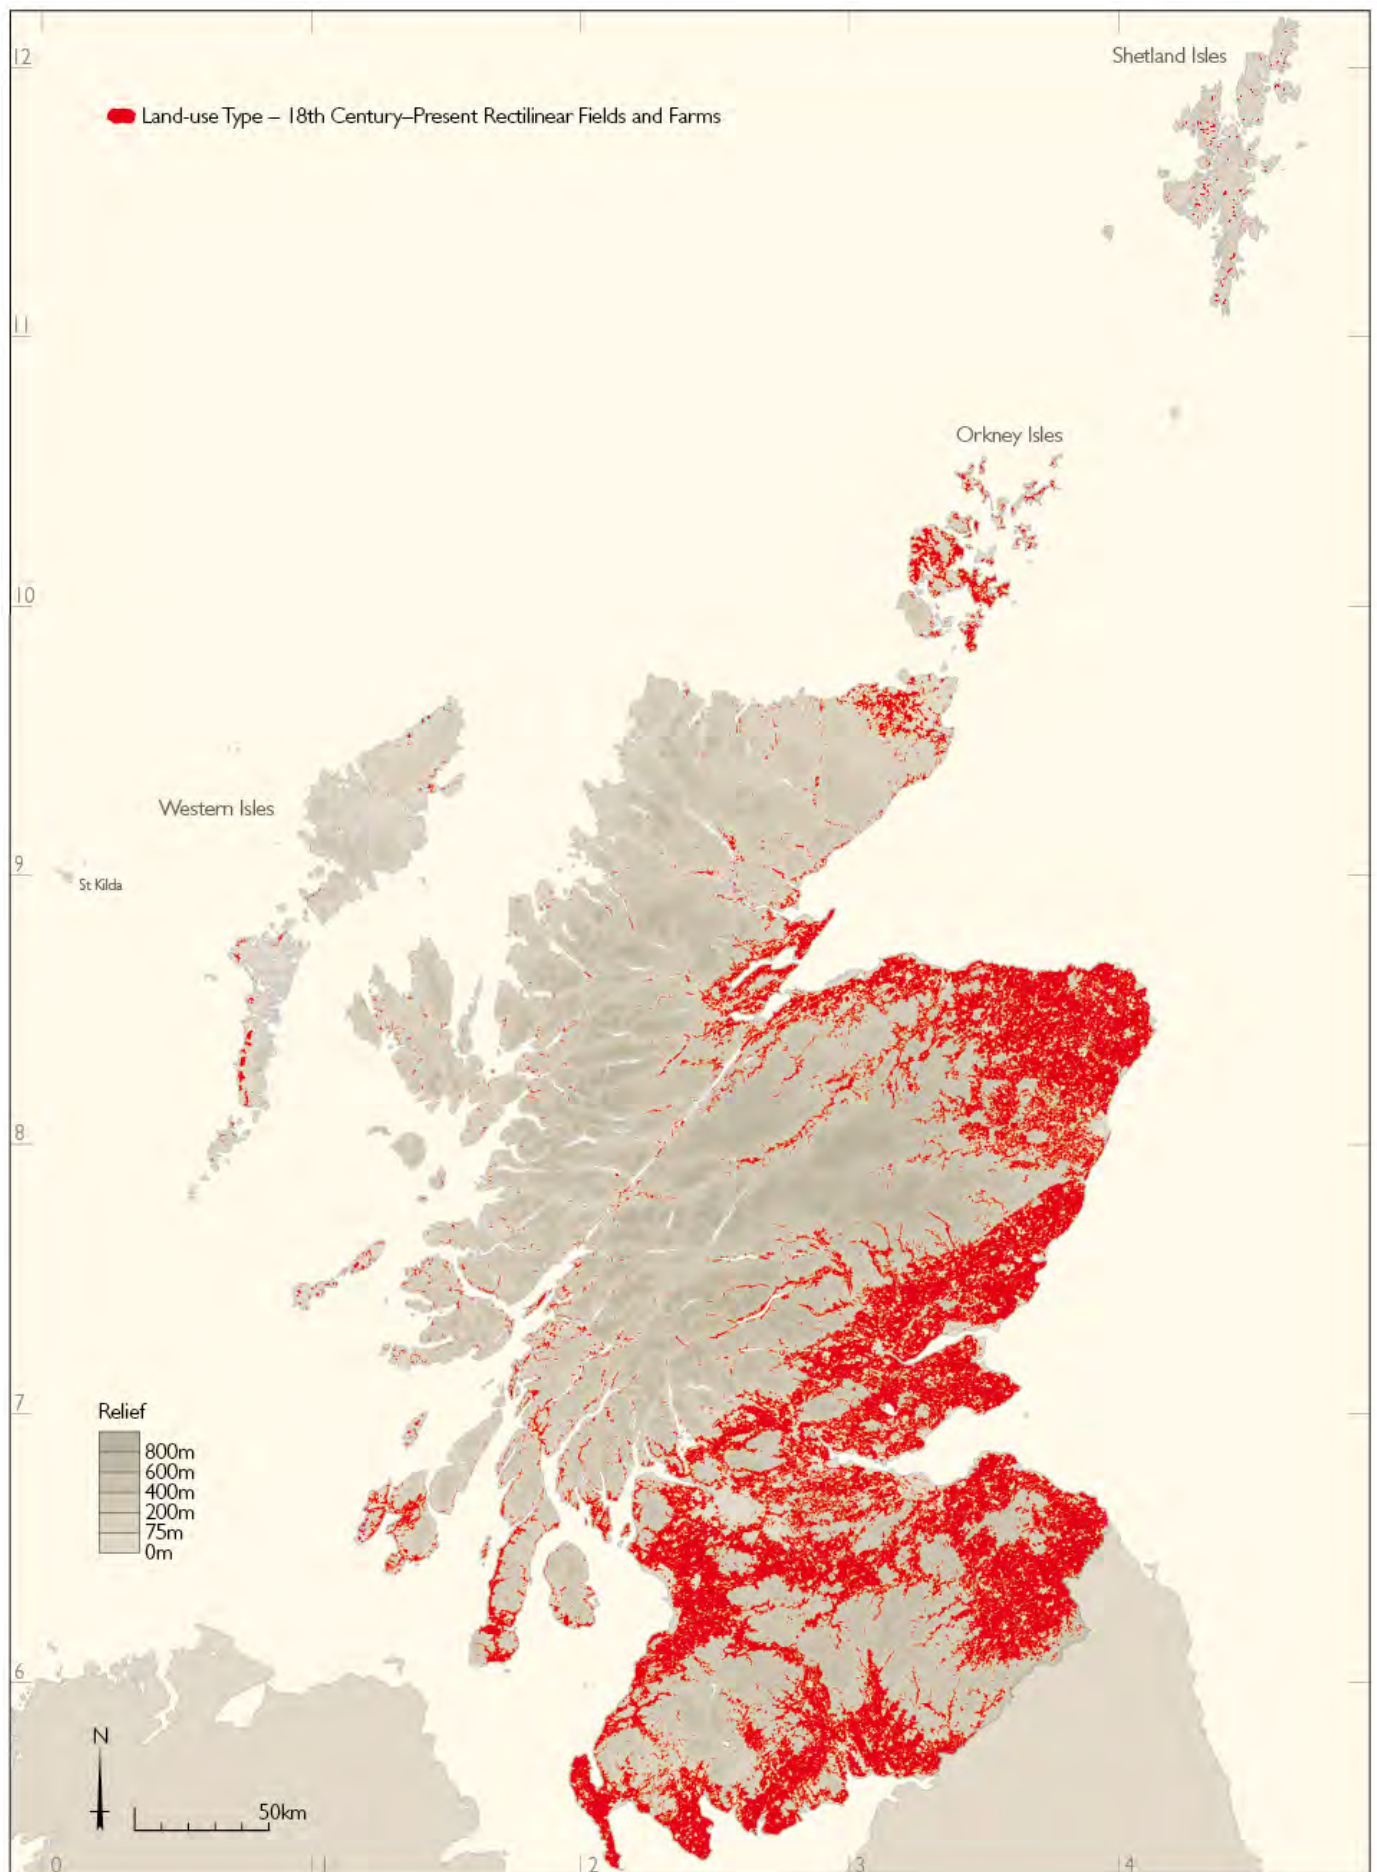 12
Shetland Isles
Land-use Type – 18th Century–Present Rectilinear Fields and Farms
11
Orkney Isles
10
Western Isles
9
St Kilda
8
7
Relief
800m
600m
400m
200m
75m
0m
6
N
50km
0
1
2
3
4